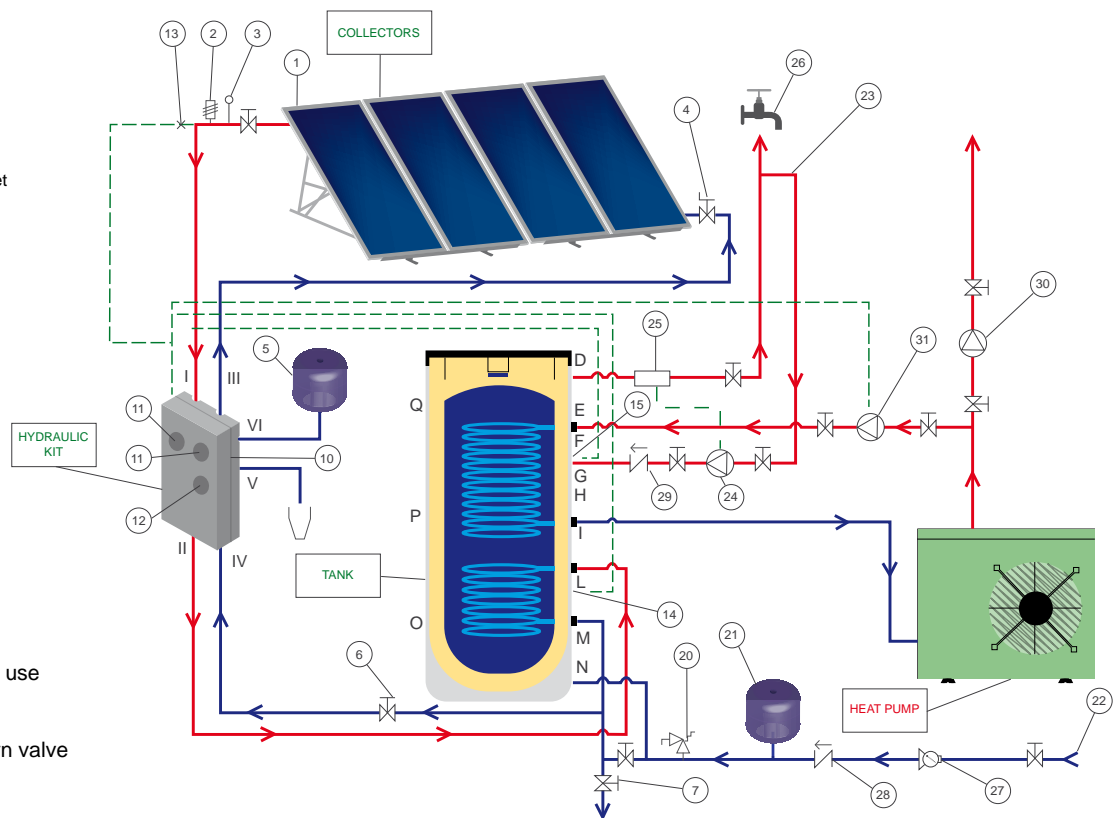 13
2
3
COLLECTORS
1
26
23
4
et
30
25
31
5
D
I
III
Q
E
15
11
VI
F
HYDRAULIC
KIT
11
10
G
29
24
V
H
12
P
I
II
IV
TANK
L
14
O
M
6
20
21
N
use
HEAT PUMP
22
n valve
7
28
27